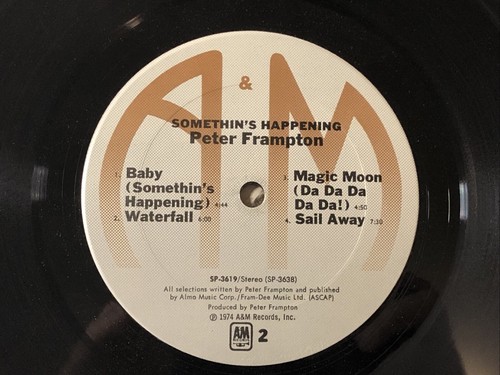 A & M
SOMETHIN'S HAPPENING
Peter Frampton
1. Baby
(Somethin's
Happening) 4:44
2. Waterfall 6:00
3. Magic Moon
(Da Da Da
Da Da!) 4:50
4. Sail Away 7:30
SP-3619/Stereo (SP-3638)
All selections written by Peter Frampton and published
by Almo Music Corp./Fram-Dee Music Ltd. (ASCAP)
Produced by Peter Frampton
℗ 1974 A&M Records, Inc.
A&M 2